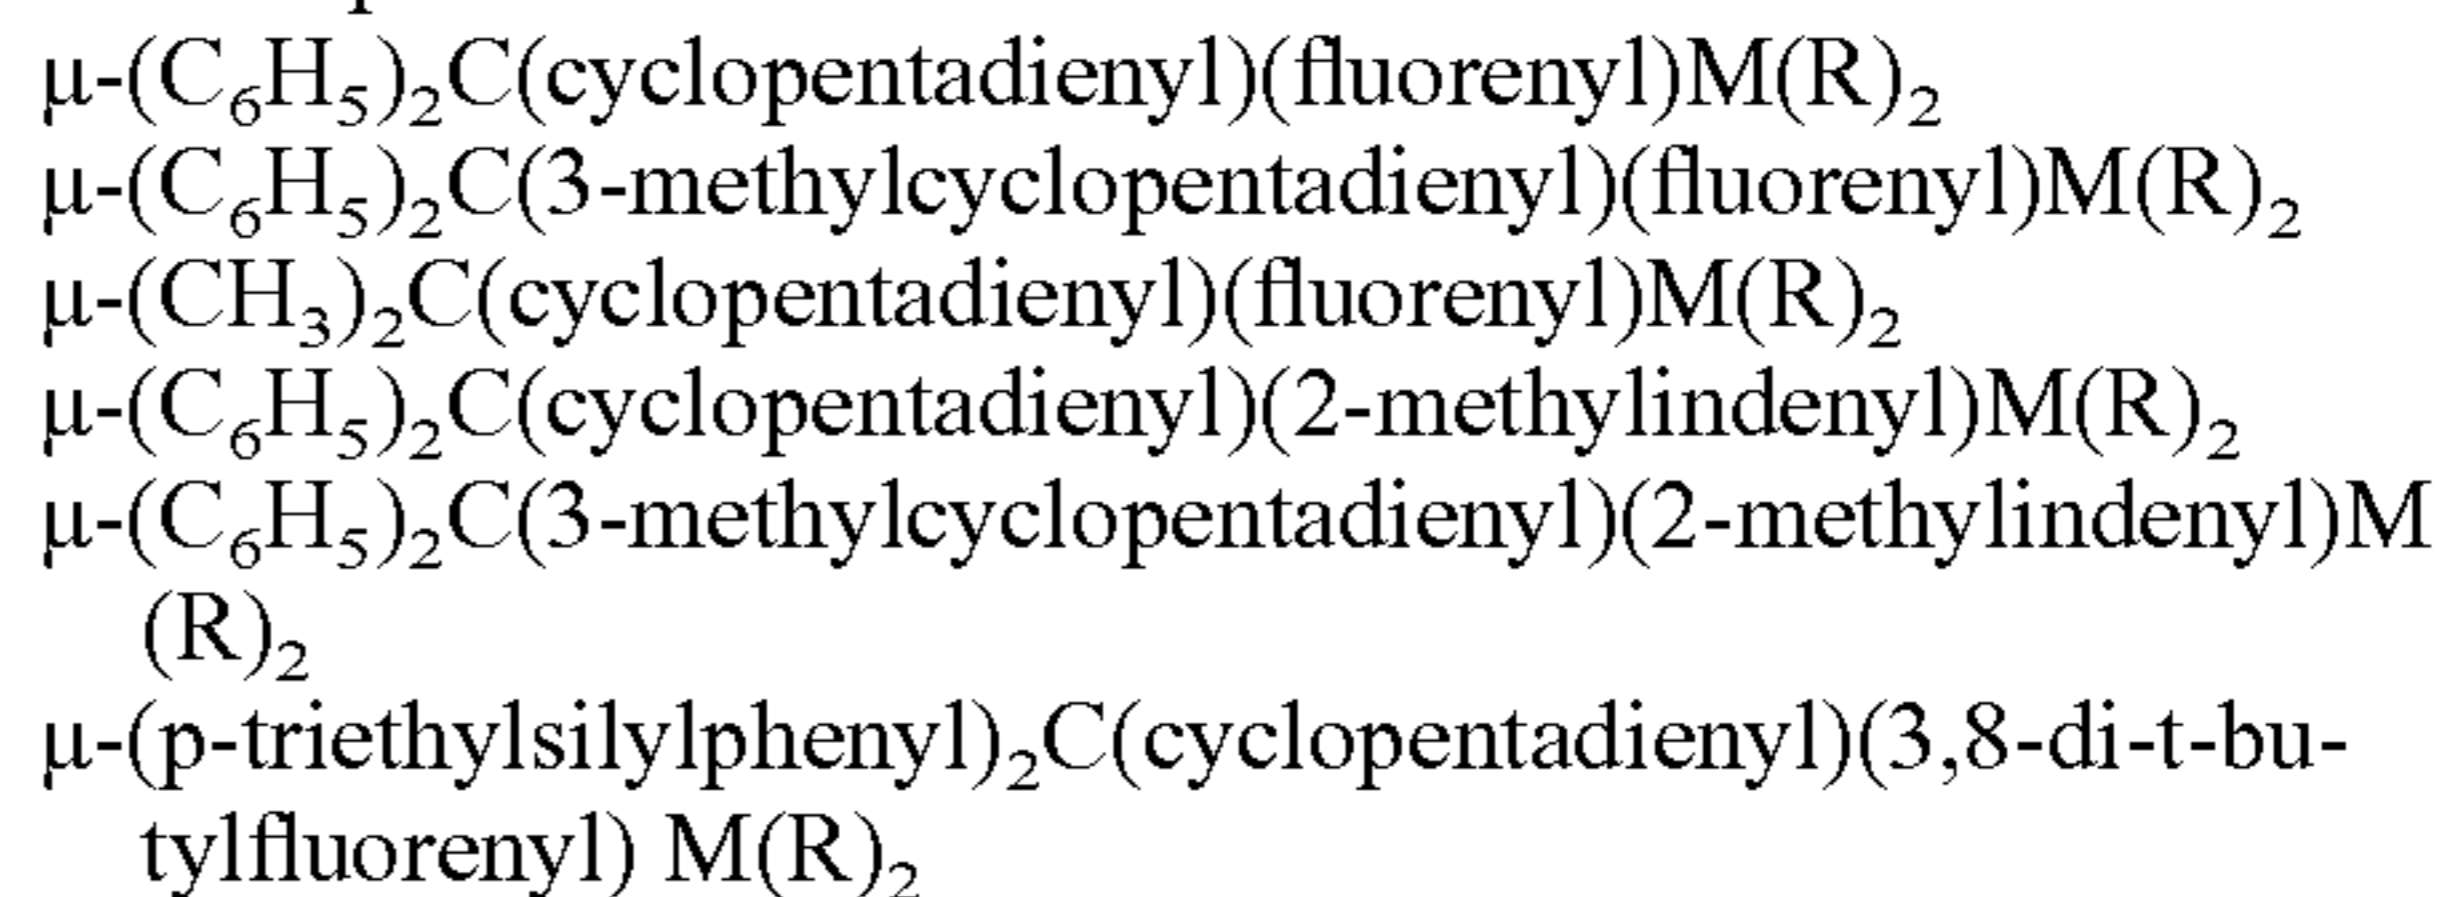 μ-(C₆H₅)₂C(cyclopentadienyl)(fluorenyl)M(R)₂
μ-(C₆H₅)₂C(3-methylcyclopentadienyl)(fluorenyl)M(R)₂
μ-(CH₃)₂C(cyclopentadienyl)(fluorenyl)M(R)₂
μ-(C₆H₅)₂C(cyclopentadienyl)(2-methylindenyl)M(R)₂
μ-(C₆H₅)₂C(3-methylcyclopentadienyl)(2-methylindenyl)M
(R)₂
μ-(p-triethylsilylphenyl)₂C(cyclopentadienyl)(3,8-di-t-bu-
tylfluorenyl) M(R)₂